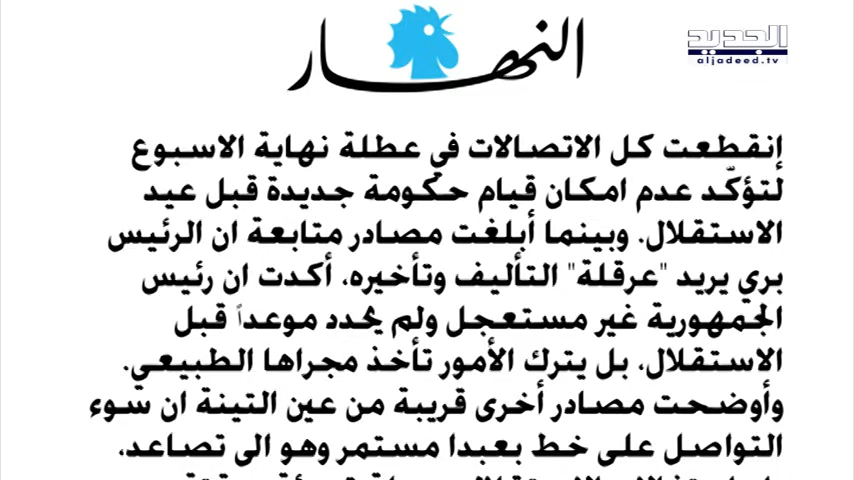 النهار
الجديد
aljadeed.tv
إنقطعت كل الاتصالات في عطلة نهاية الاسبوع
لتؤكّد عدم امكان قيام حكومة جديدة قبل عيد
الاستقلال. وبينما أبلغت مصادر متابعة ان الرئيس
بري يريد "عرقلة" التأليف وتأخيره، أكدت ان رئيس
الجمهورية غير مستعجل ولم يحدد موعداً قبل
الاستقلال، بل يترك الأمور تأخذ مجراها الطبيعي.
وأوضحت مصادر أخرى قريبة من عين التينة ان سوء
التواصل على خط بعبدا مستمر وهو الى تصاعد،